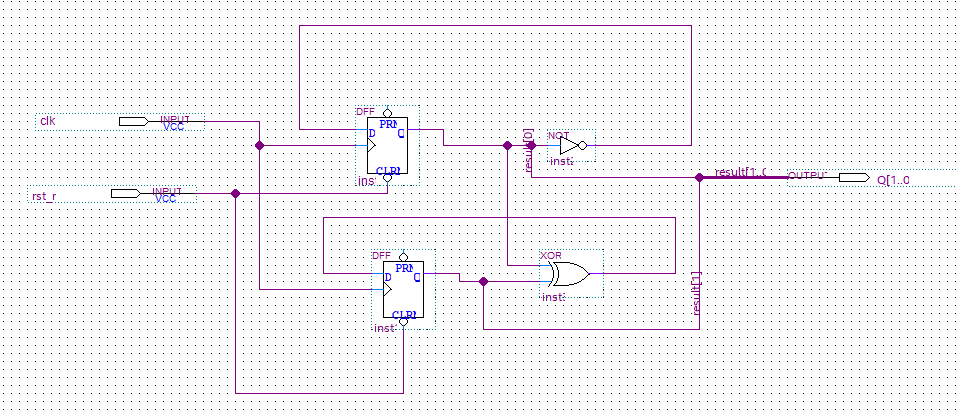 clk
INPUT
VCC
rst_r
INPUT
VCC
DFF
PRN
D
Q
CLRN
ins
result[0]
NOT
inst
result[1..0
OUTPUT
Q[1..0
DFF
PRN
D
Q
CLRN
inst
XOR
inst
result[1]